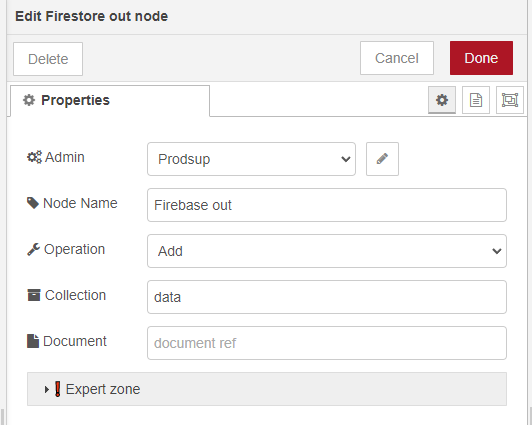 Edit Firestore out node
Delete
Cancel
Done
Properties
Admin
Prodsup
Node Name
Firebase out
Operation
Add
Collection
data
Document
document ref
Expert zone